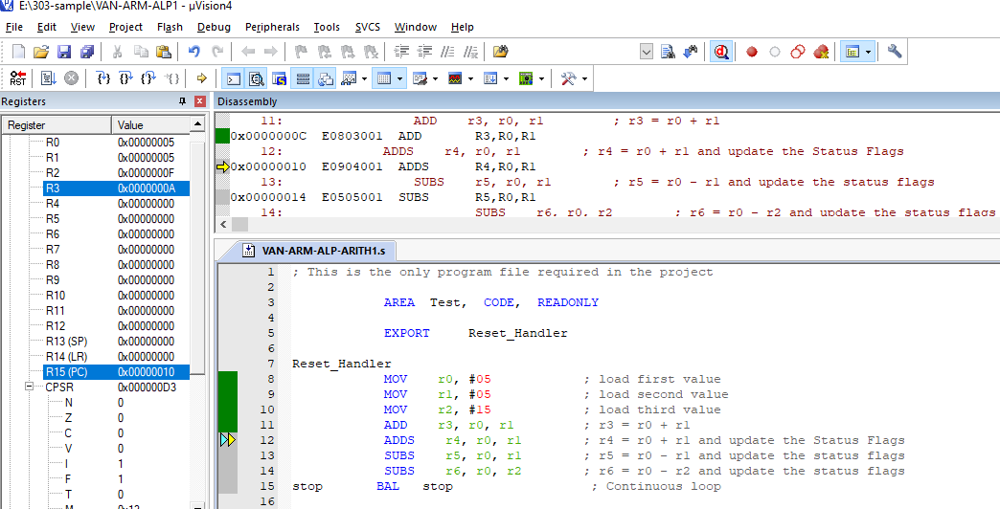 E:\303-sample\VAN-ARM-ALP1 - µVision4
File Edit View Project Flash Debug Peripherals Tools SVCS Window Help
RST
Registers
Register Value
R0 0x00000005
R1 0x00000005
R2 0x0000000F
R3 0x0000000A
R4 0x00000000
R5 0x00000000
R6 0x00000000
R7 0x00000000
R8 0x00000000
R9 0x00000000
R10 0x00000000
R11 0x00000000
R12 0x00000000
R13 (SP) 0x00000000
R14 (LR) 0x00000000
R15 (PC) 0x00000010
CPSR 0x000000D3
N 0
Z 0
C 0
V 0
I 1
F 1
T 0
Disassembly
11: ADD r3, r0, r1 ; r3 = r0 + r1
0x0000000C E0803001 ADD R3,R0,R1
12: ADDS r4, r0, r1 ; r4 = r0 + r1 and update the Status Flags
0x00000010 E0904001 ADDS R4,R0,R1
13: SUBS r5, r0, r1 ; r5 = r0 - r1 and update the status flags
0x00000014 E0505001 SUBS R5,R0,R1
14: SUBS r6, r0, r2 ; r6 = r0 - r2 and update the status flags
VAN-ARM-ALP-ARITH1.s
1 ; This is the only program file required in the project
2
3 AREA Test, CODE, READONLY
4
5 EXPORT Reset_Handler
6
7 Reset_Handler
8 MOV r0, #05 ; load first value
9 MOV r1, #05 ; load second value
10 MOV r2, #15 ; load third value
11 ADD r3, r0, r1 ; r3 = r0 + r1
12 ADDS r4, r0, r1 ; r4 = r0 + r1 and update the Status Flags
13 SUBS r5, r0, r1 ; r5 = r0 - r1 and update the status flags
14 SUBS r6, r0, r2 ; r6 = r0 - r2 and update the status flags
15 stop BAL stop ; Continuous loop
16